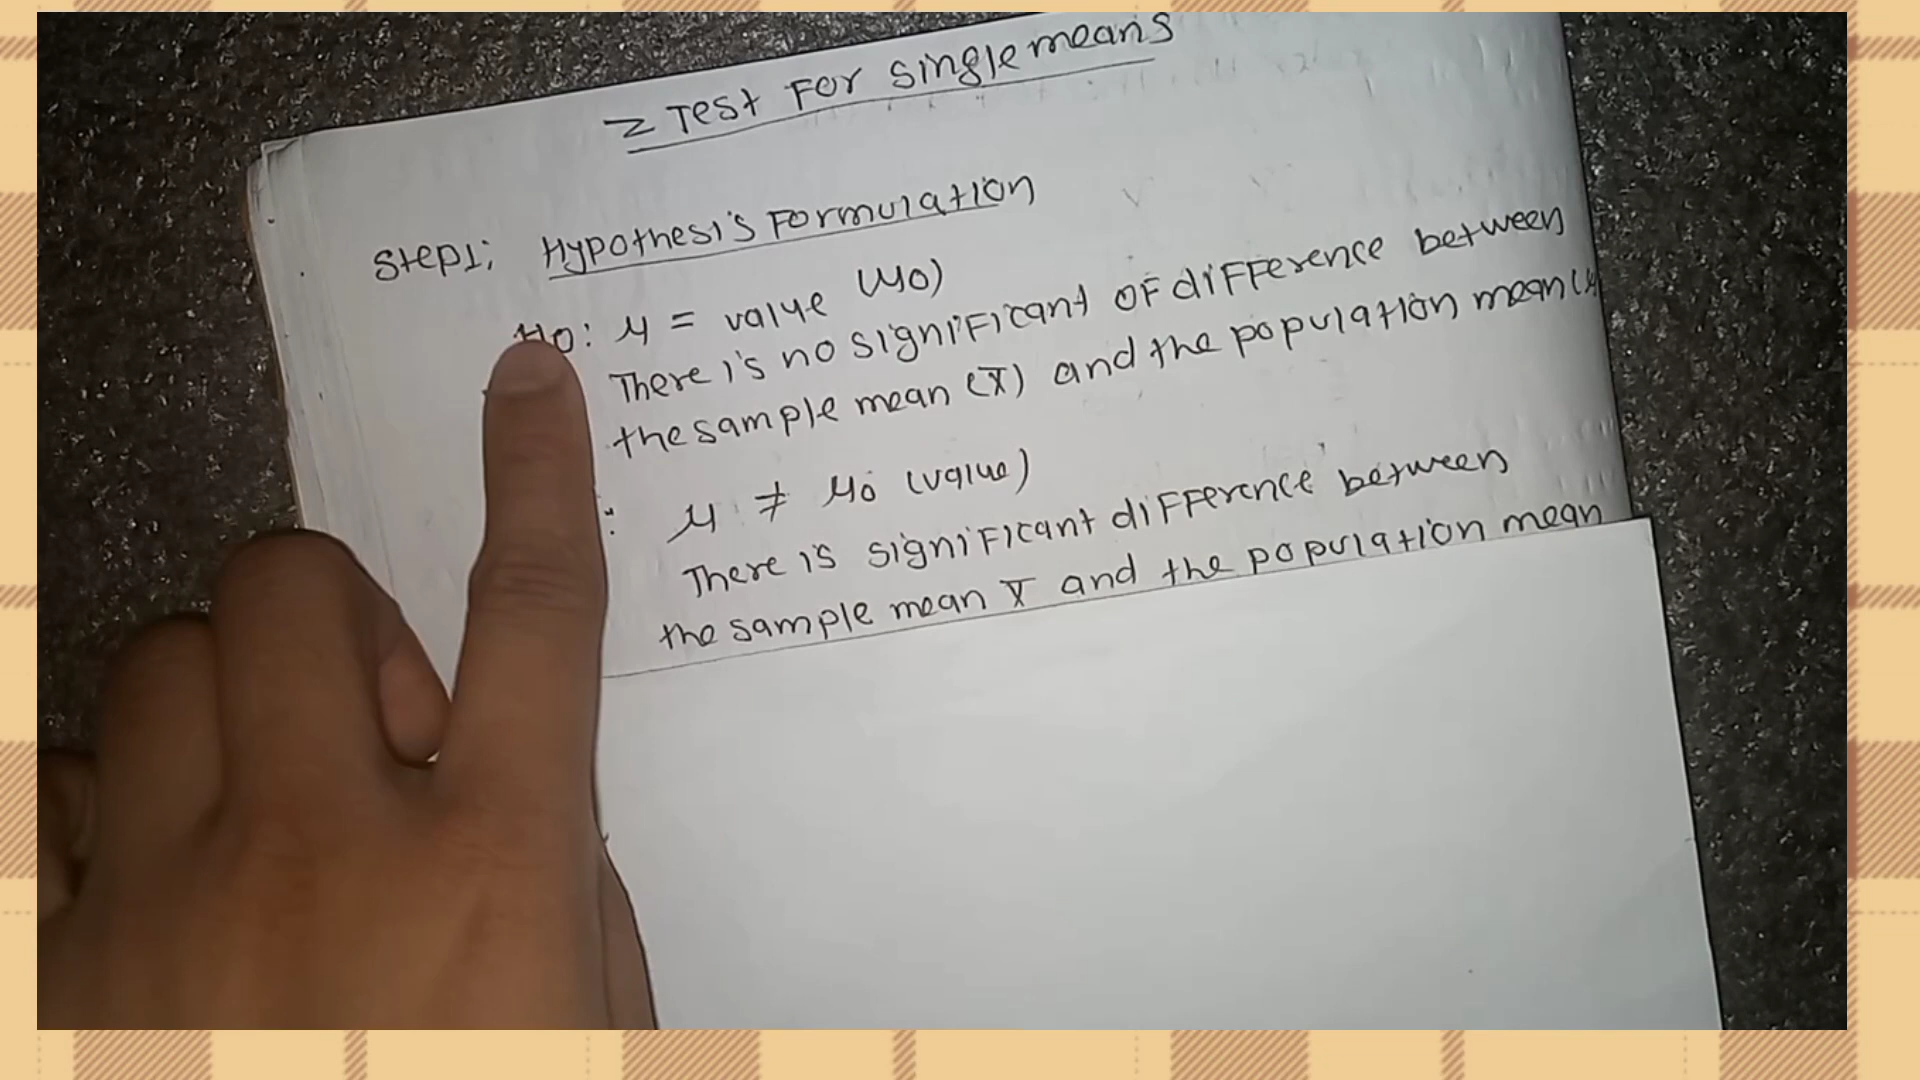 Z Test For single means
Step1; Hypothesis Formulation
H0: μ = value (μ0)
There is no significant of difference between
the sample mean (x̄) and the population mean (μ
: μ ≠ μ0 (value)
There is significant difference between
the sample mean x̄ and the population mean